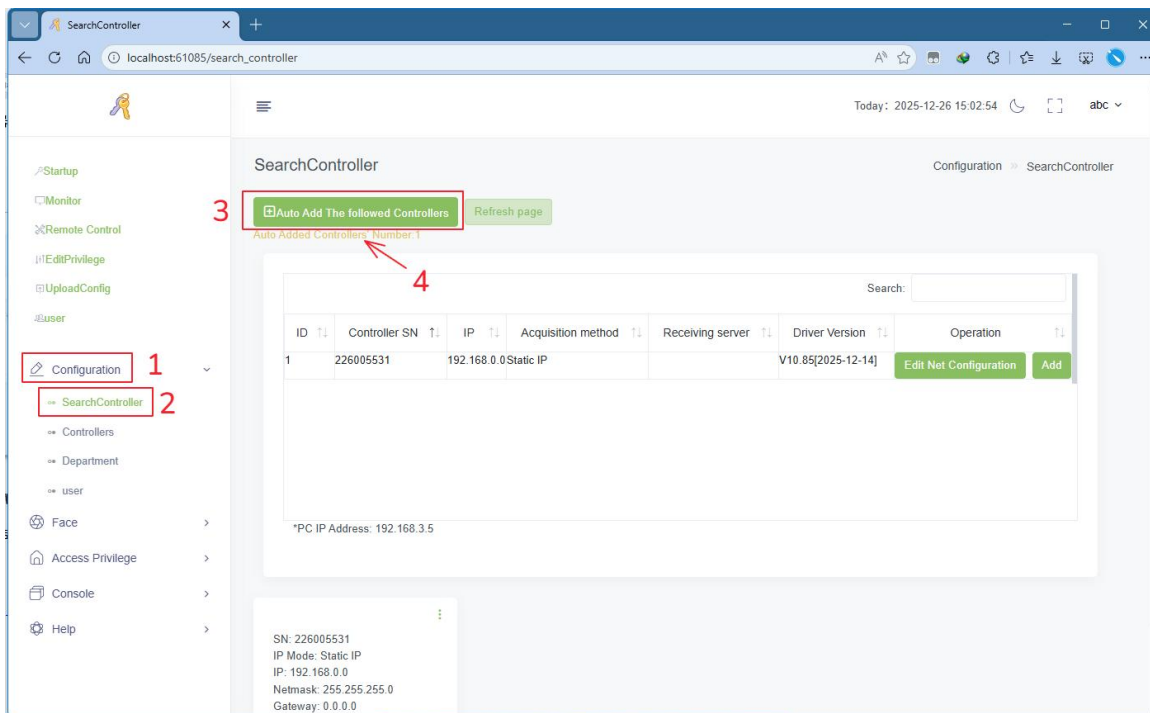 SearchController
localhost:61085/search_controller
Today: 2025-12-26 15:02:54
abc
Startup
Monitor
Remote Control
EditPrivilege
UploadConfig
user
Configuration
1
SearchController
2
Controllers
Department
user
Face
Access Privilege
Console
Help
SearchController
Configuration » SearchController
3
Auto Add The followed Controllers
Refresh page
Auto Added Controllers' Number:1
4
Search:
ID Controller SN IP Acquisition method Receiving server Driver Version Operation
1 226005531 192.168.0.0 Static IP V10.85[2025-12-14] Edit Net Configuration Add
*PC IP Address: 192.168.3.5
SN: 226005531
IP Mode: Static IP
IP: 192.168.0.0
Netmask: 255.255.255.0
Gateway: 0.0.0.0